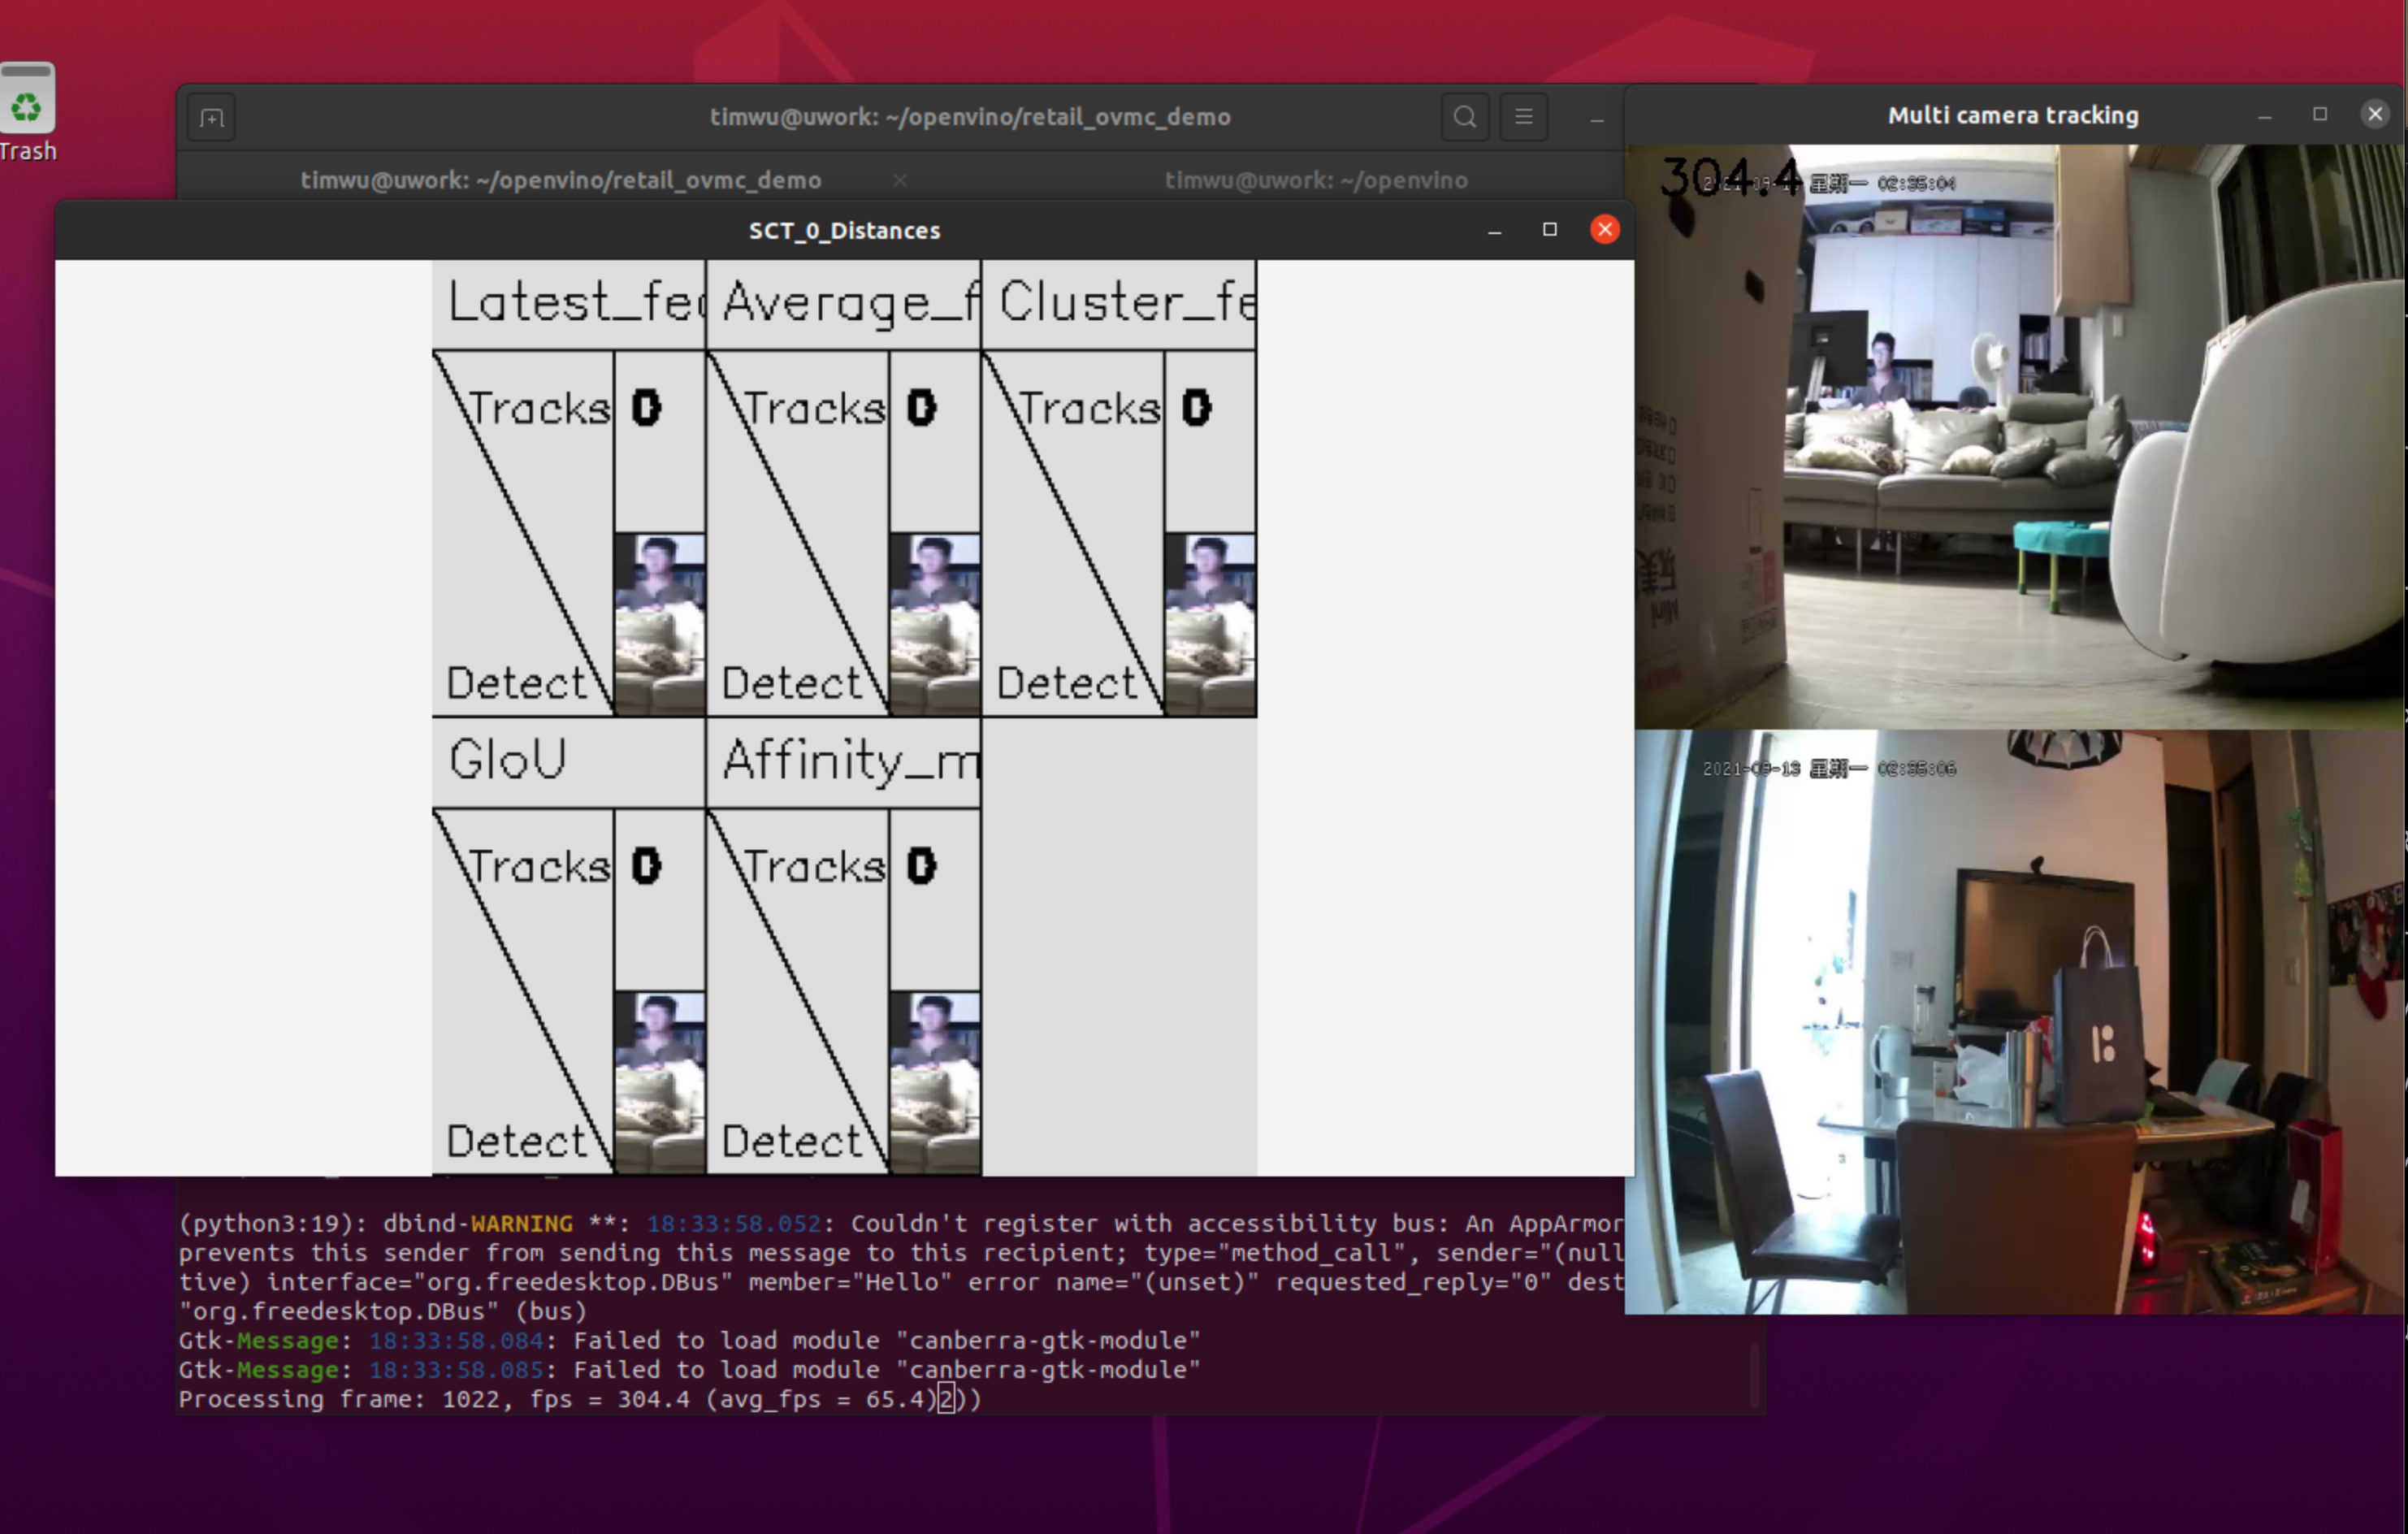 Trash
timwu@uwork: ~/openvino/retail_ovmc_demo
timwu@uwork: ~/openvino/retail_ovmc_demo
timwu@uwork: ~/openvino
Multi camera tracking
304.4
星期一 02:35:04
SCT_0_Distances
Latest_fea
Average_f
Cluster_fe
Tracks 0
Tracks 0
Tracks 0
Detect
Detect
Detect
GIoU
Affinity_m
Tracks 0
Tracks 0
Detect
Detect
2021-09-13 星期一 02:35:06
(python3:19): dbind-WARNING **: 18:33:58.052: Couldn't register with accessibility bus: An AppArmor
prevents this sender from sending this message to this recipient; type="method_call", sender="(null
tive) interface="org.freedesktop.DBus" member="Hello" error name="(unset)" requested_reply="0" dest
"org.freedesktop.DBus" (bus)
Gtk-Message: 18:33:58.084: Failed to load module "canberra-gtk-module"
Gtk-Message: 18:33:58.085: Failed to load module "canberra-gtk-module"
Processing frame: 1022, fps = 304.4 (avg_fps = 65.4)2))